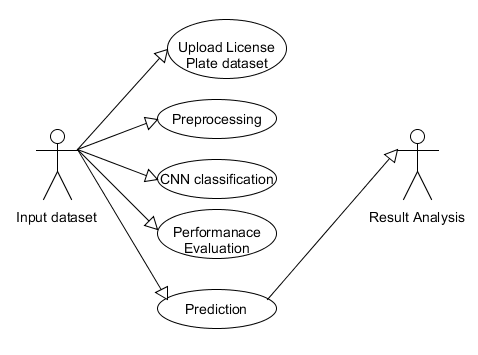 Upload License
Plate dataset
Preprocessing
CNN classification
Input dataset
Result Analysis
Performanace
Evaluation
Prediction